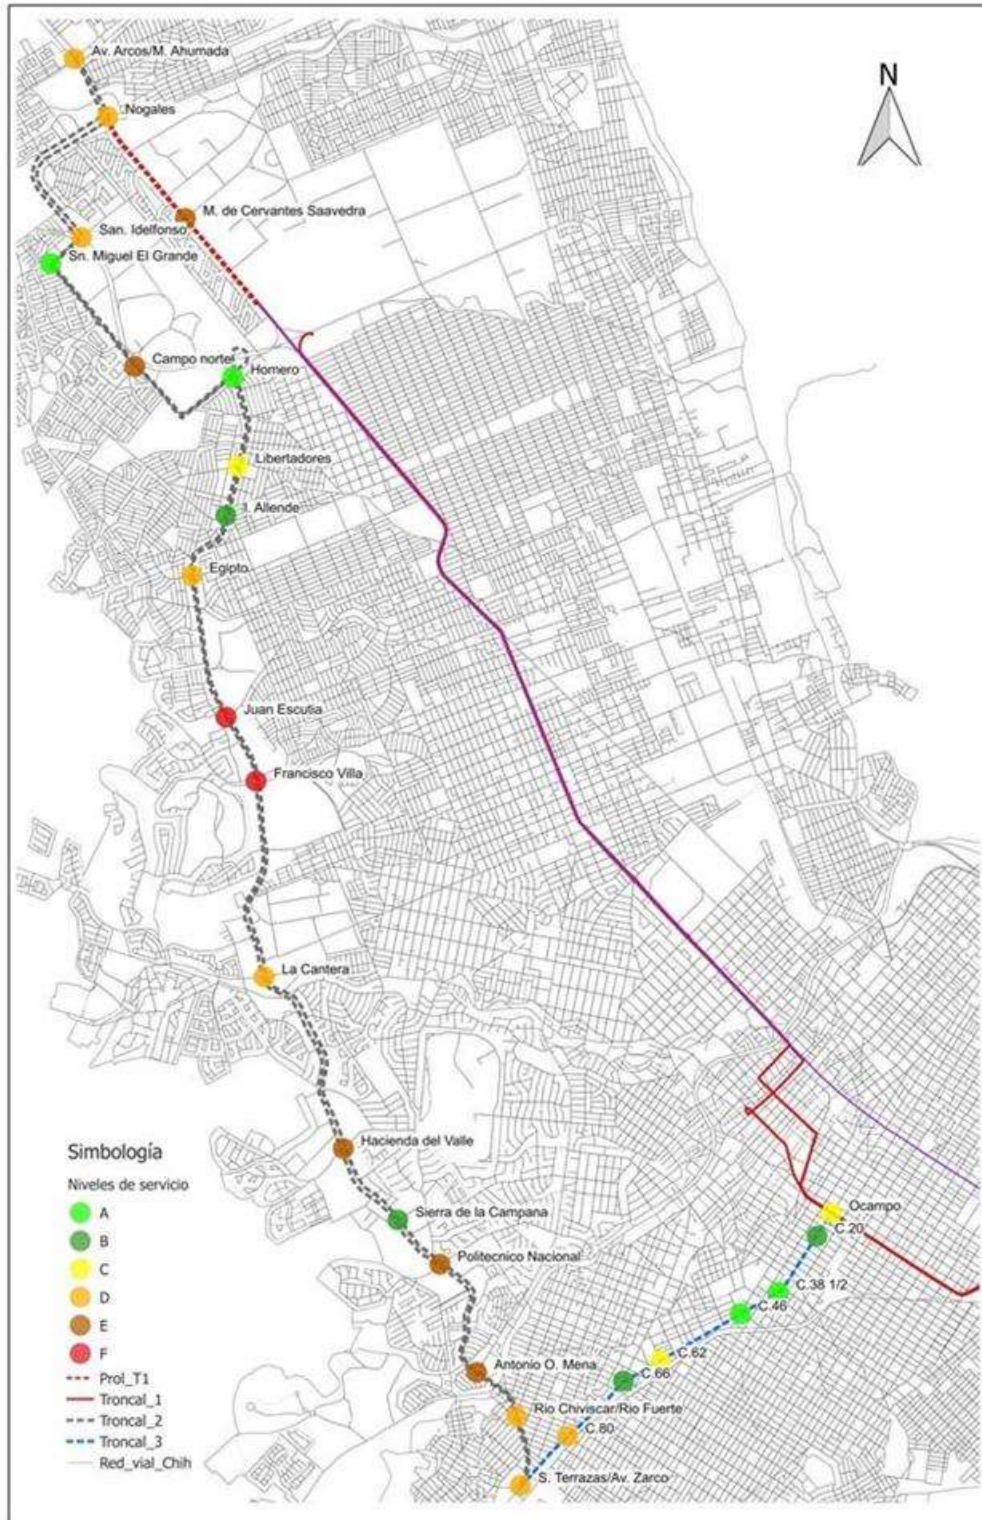 Av. Arcos/M. Ahumada
N
Nogales
M. de Cervantes Saavedra
San. Idelfonso
Sn. Miguel El Grande
Campo norte
Homero
Libertadores
I. Allende
Egipto
Juan Escutia
Francisco Villa
La Cantera
Hacienda del Valle
Sierra de la Campana
Politecnico Nacional
Ocampo
C.20
C.38 1/2
C.46
C.62
C.66
Antonio O. Mena
Rio Chiviscar/Rio Fuerte
C.80
S. Terrazas/Av. Zarco
Simbología
Niveles de servicio
A
B
C
D
E
F
Prol_T1
Troncal_1
Troncal_2
Troncal_3
Red_vial_Chih